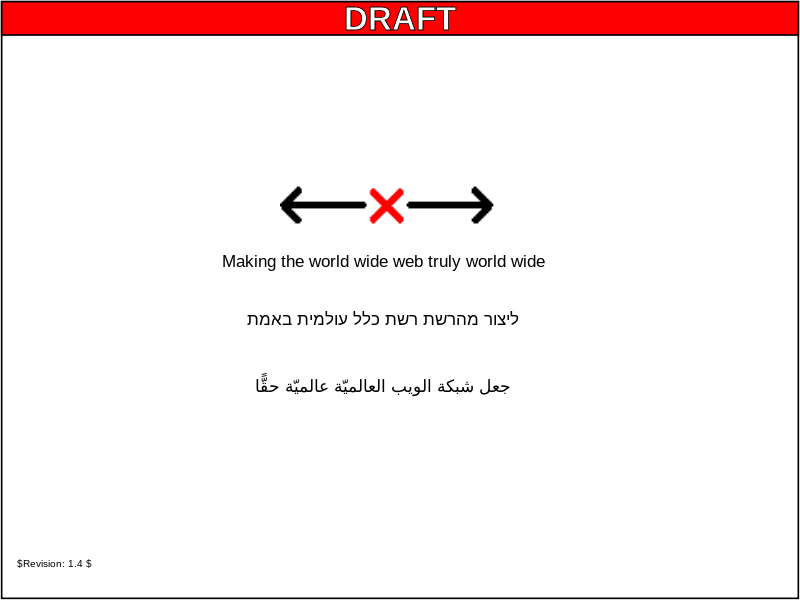 DRAFT
Making the world wide web truly world wide
ליצור מהרשת רשת כלל עולמית באמת
جعل شبكة الويب العالميّة عالميّة حقًّا
$Revision: 1.4 $